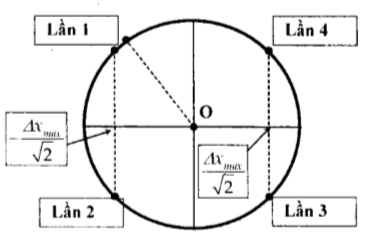 Lần 1
Lần 4
O
-Δx_max/√2
Δx_max/√2
Lần 2
Lần 3